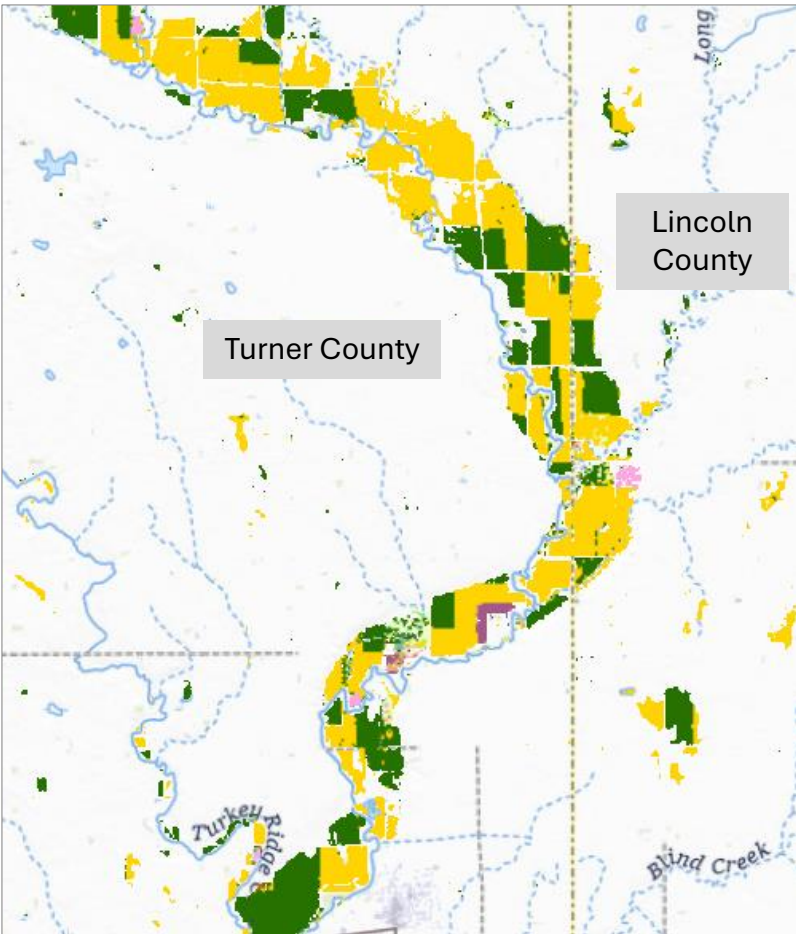 Long
Lincoln
County
Turner County
Turkey Ridge
Blind Creek